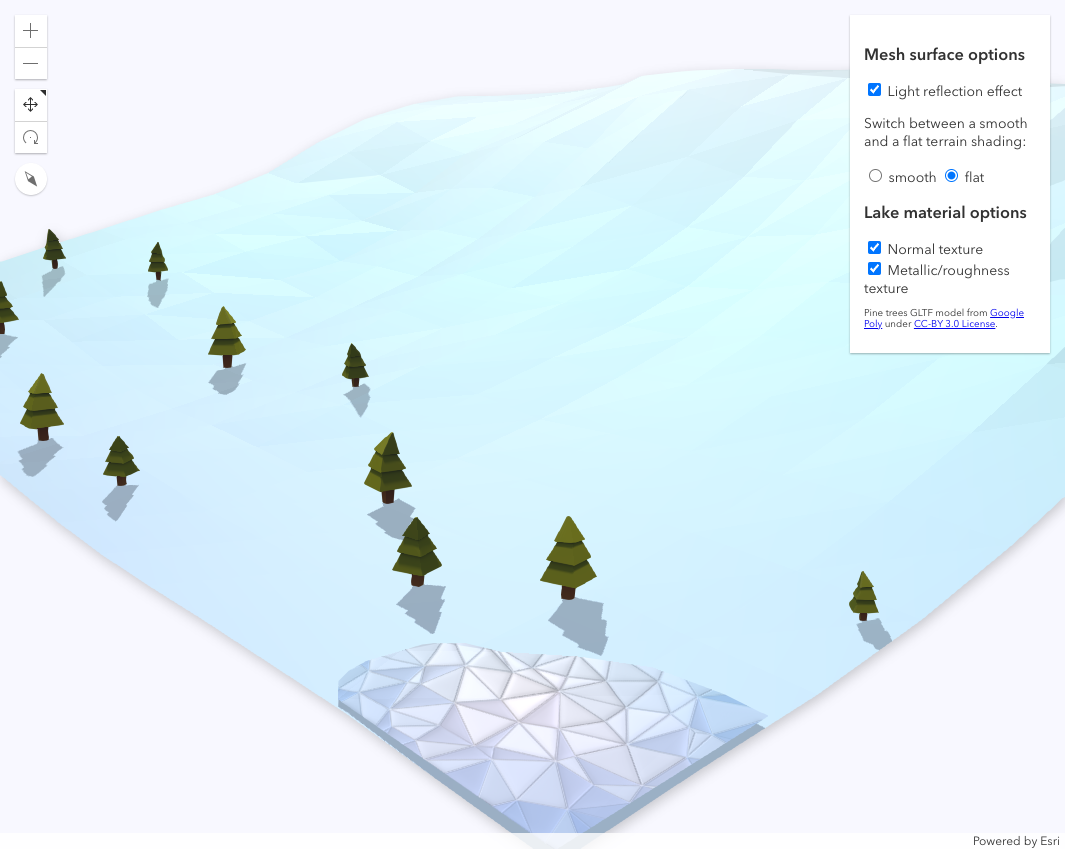 Mesh surface options
Light reflection effect
Switch between a smooth
and a flat terrain shading:
smooth flat
Lake material options
Normal texture
Metallic/roughness
texture
Pine trees GLTF model from Google
Poly under CC-BY 3.0 License.
Powered by Esri